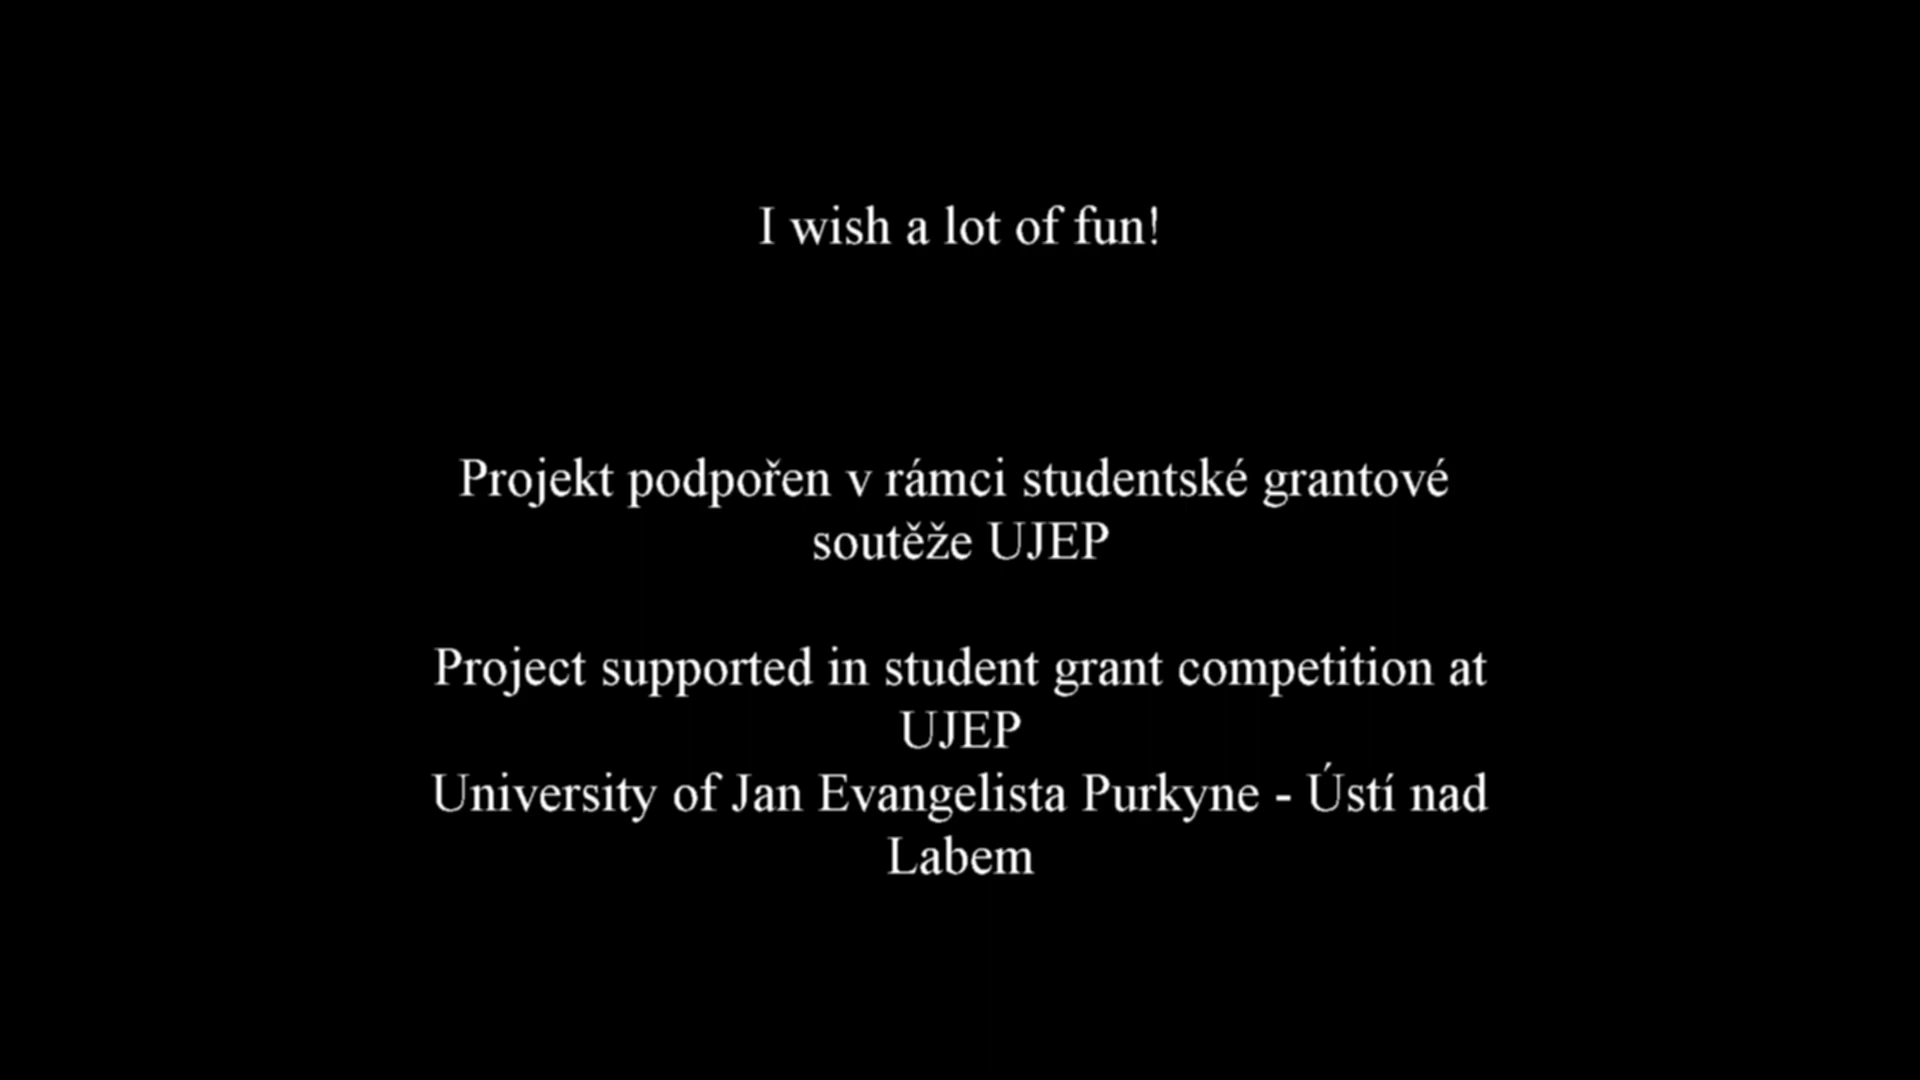 I wish a lot of fun!
Projekt podpořen v rámci studentské grantové
soutěže UJEP
Project supported in student grant competition at
UJEP
University of Jan Evangelista Purkyne - Ústí nad
Labem